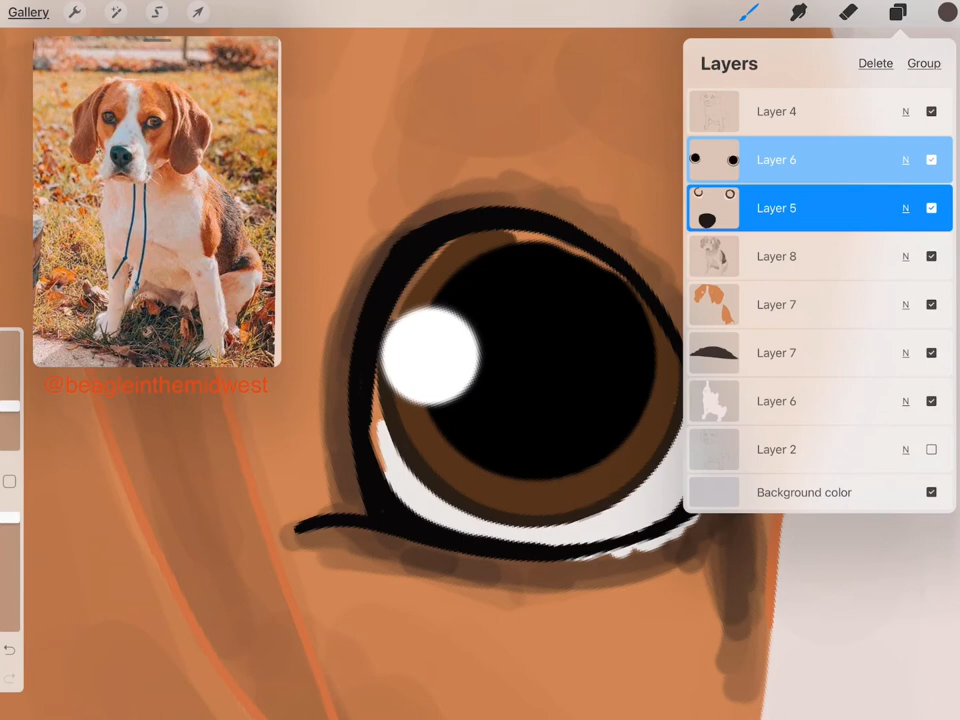 Gallery
Layers
Delete
Group
Layer 4
N
Layer 6
N
Layer 5
N
Layer 8
N
Layer 7
N
Layer 7
N
Layer 6
N
Layer 2
N
Background color
@beagleinthemidwest